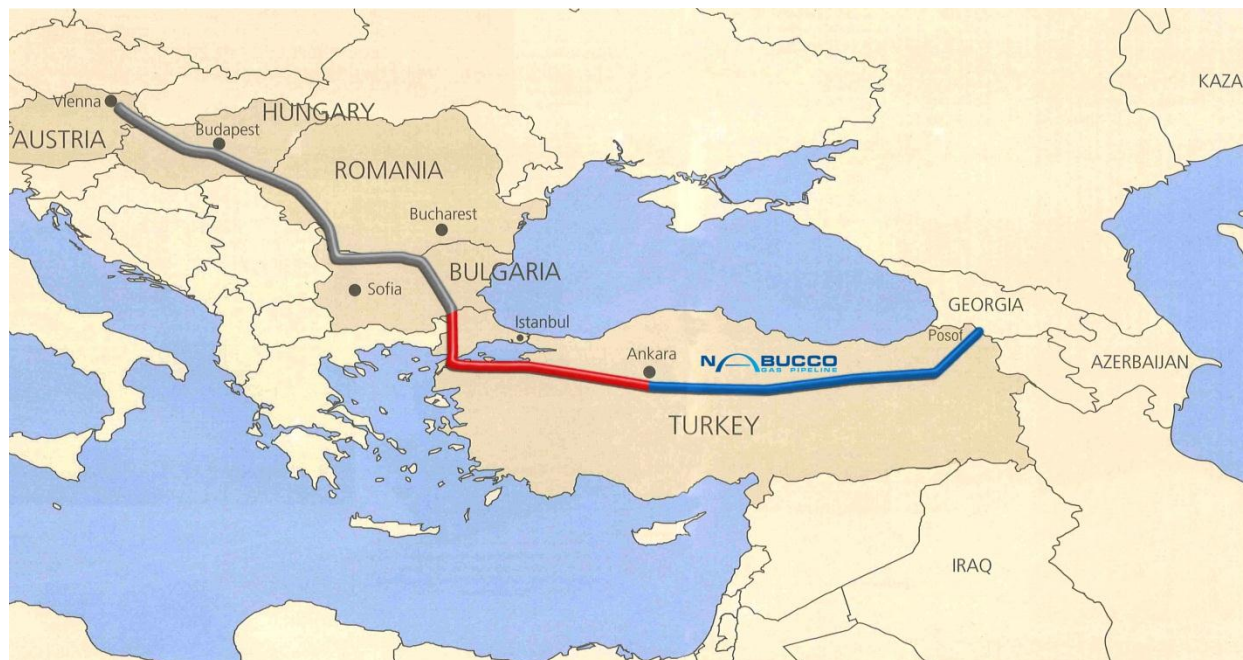 KAZA
Vienna
HUNGARY
Budapest
AUSTRIA
ROMANIA
Bucharest
BULGARIA
Sofia
GEORGIA
Istanbul
Posof
Ankara
NABUCCO
GAS PIPELINE
AZERBAIJAN
TURKEY
IRAQ